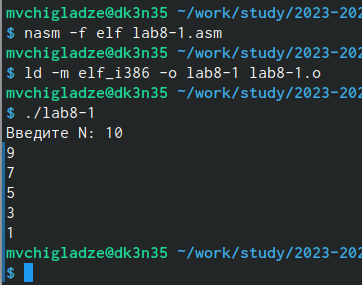 mvchigladze@dk3n35 ~/work/study/2023-202
$ nasm -f elf lab8-1.asm
mvchigladze@dk3n35 ~/work/study/2023-202
$ ld -m elf_i386 -o lab8-1 lab8-1.o
mvchigladze@dk3n35 ~/work/study/2023-202
$ ./lab8-1
Введите N: 10
9
7
5
3
1
mvchigladze@dk3n35 ~/work/study/2023-202
$